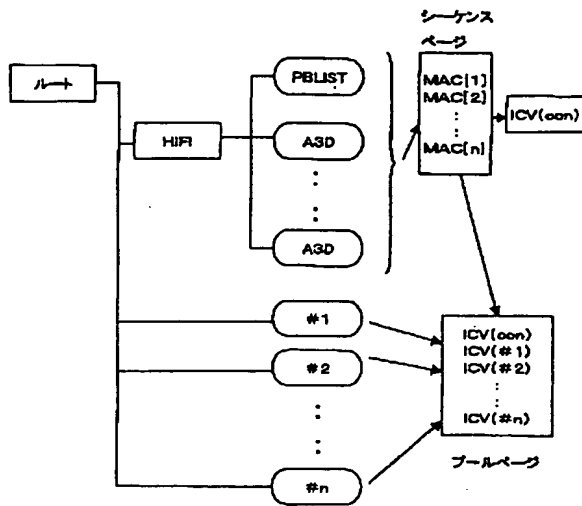 シーケンス
ページ
ルート
PBLIST
MAC[1]
MAC[2]
ICV(con)
HIFI
A3D
MAC[n]
A3D
#1
ICV(con)
ICV(#1)
#2
ICV(#2)
ICV(#n)
プールページ
#n